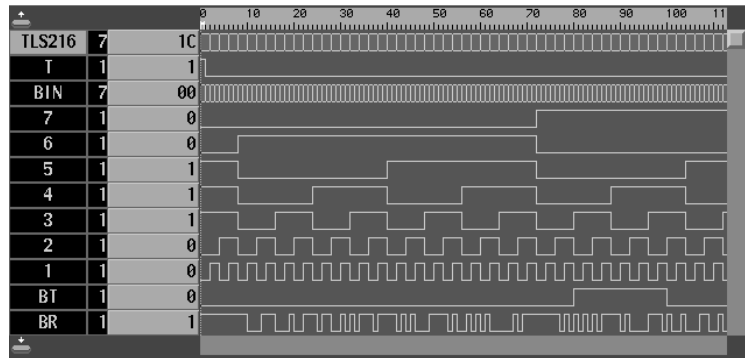 0 10 20 30 40 50 60 70 80 90 100 11
TLS216 7 1C
T 1 1
BIN 7 00
7 1 0
6 1 0
5 1 1
4 1 1
3 1 1
2 1 0
1 1 0
BT 1 0
BR 1 1